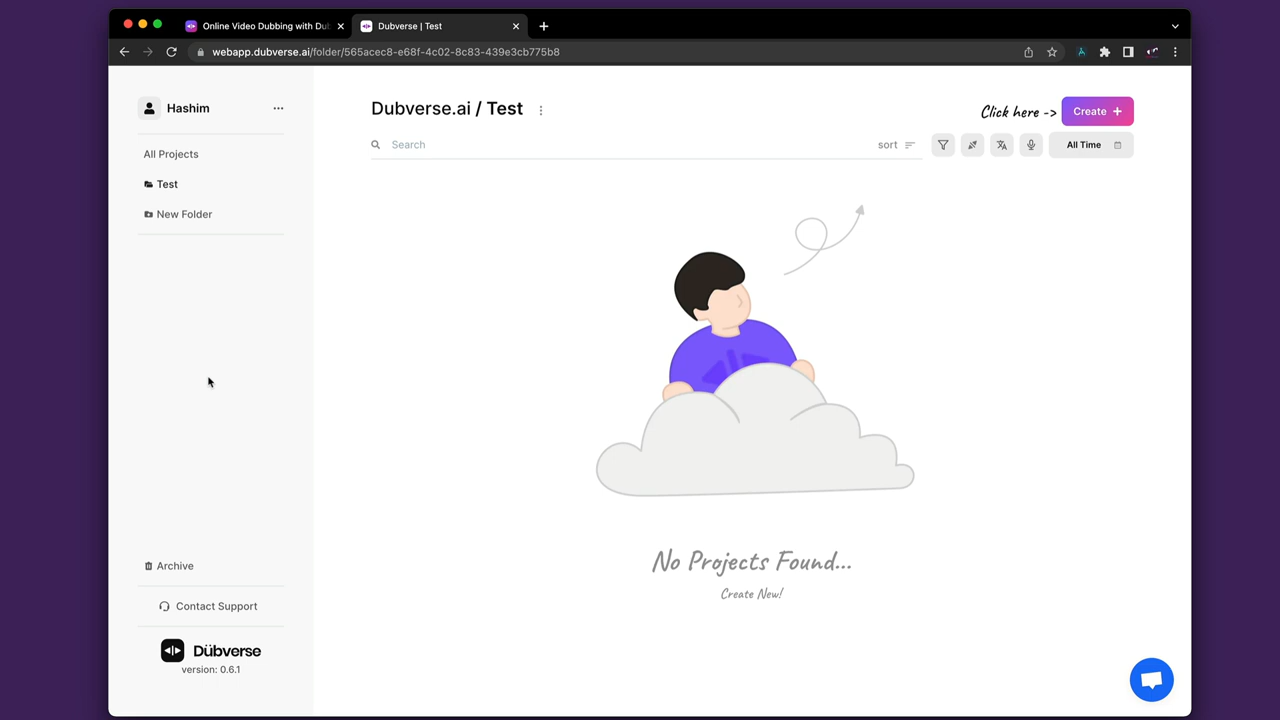 Online Video Dubbing with Dub
Dubverse | Test
webapp.dubverse.ai/folder/565acec8-e68f-4c02-8c83-439e3cb775b8
Hashim
All Projects
Test
New Folder
Archive
Contact Support
Dübverse
version: 0.6.1
Dubverse.ai / Test
Click here ->
Create +
Search
sort
All Time
No Projects Found...
Create New!